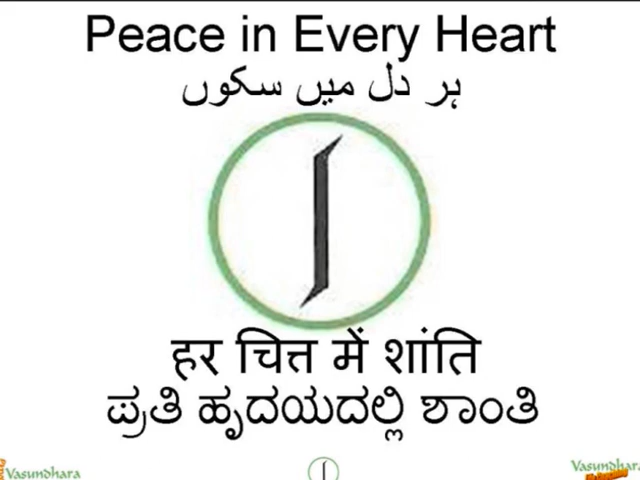 Peace in Every Heart
ہر دل میں سکوں
हर चित्त में शांति
ಪ್ರತಿ ಹೃದಯದಲ್ಲಿ ಶಾಂತಿ
Vasundhara
Vasundhara